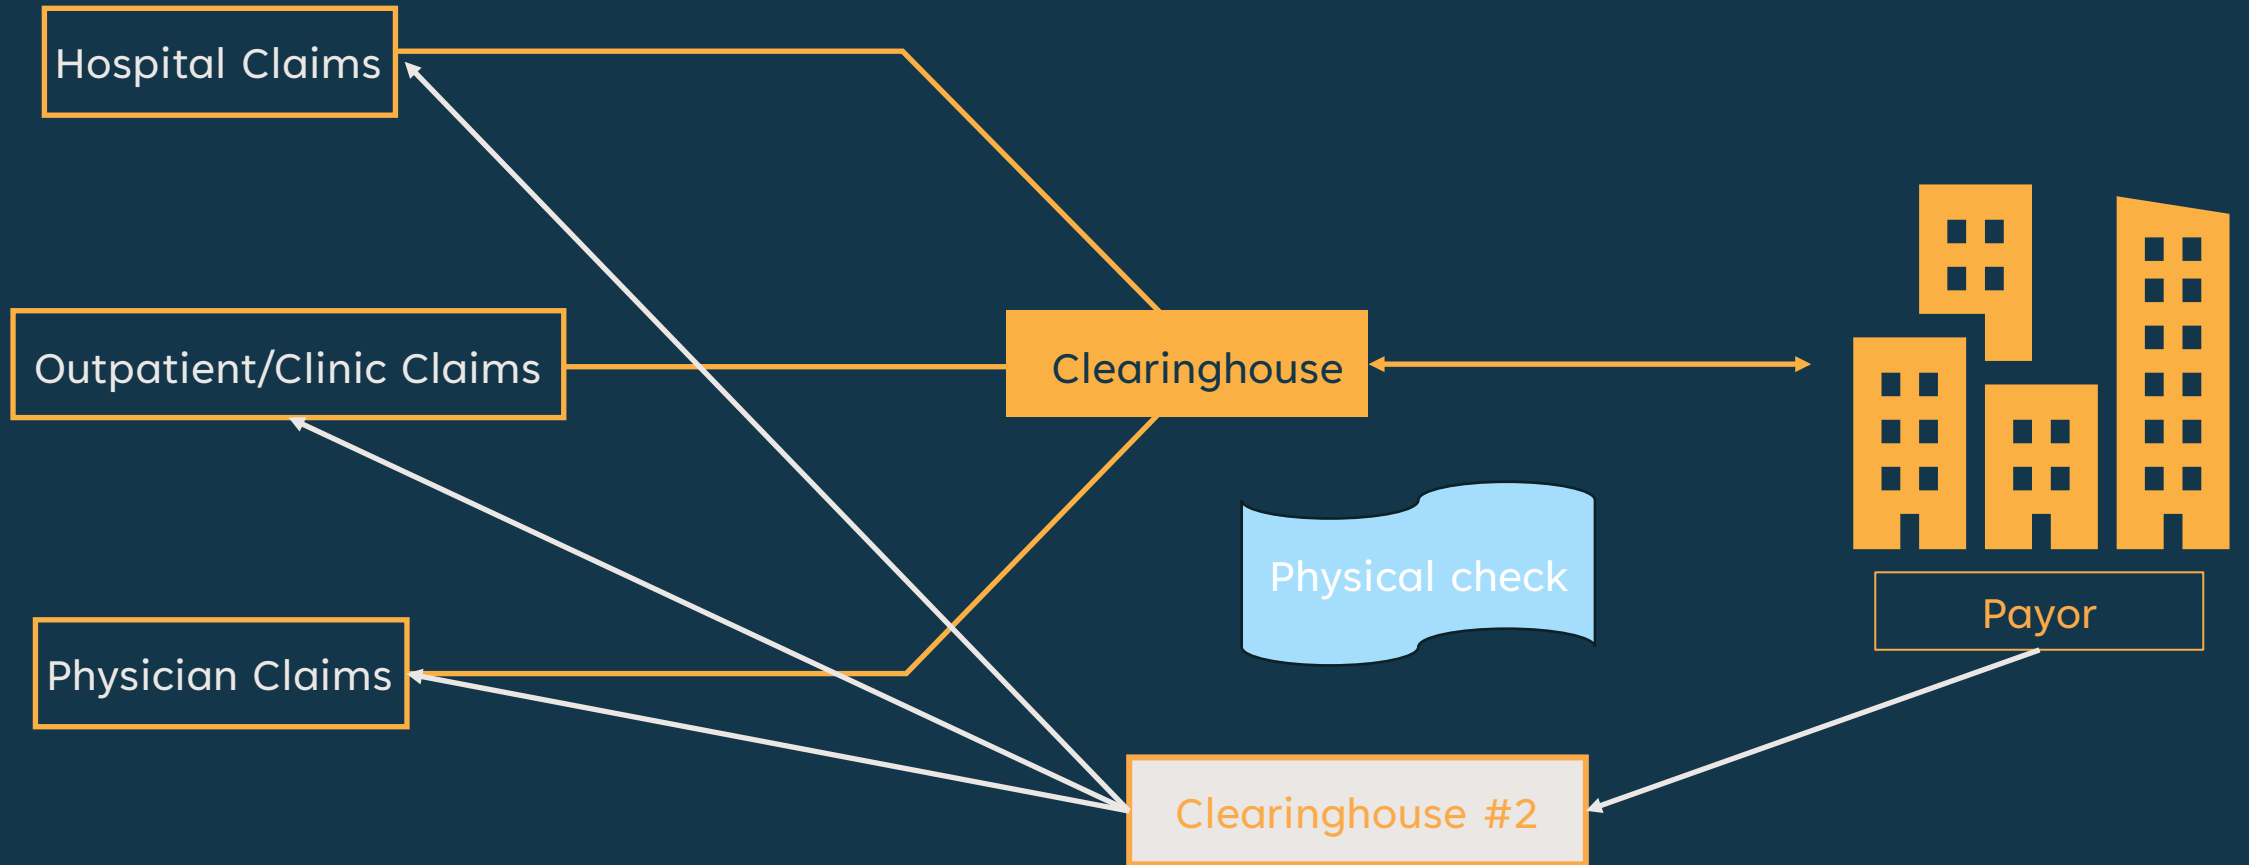 Hospital Claims
Outpatient/Clinic Claims
Clearinghouse
Physical check
Payor
Physician Claims
Clearinghouse #2